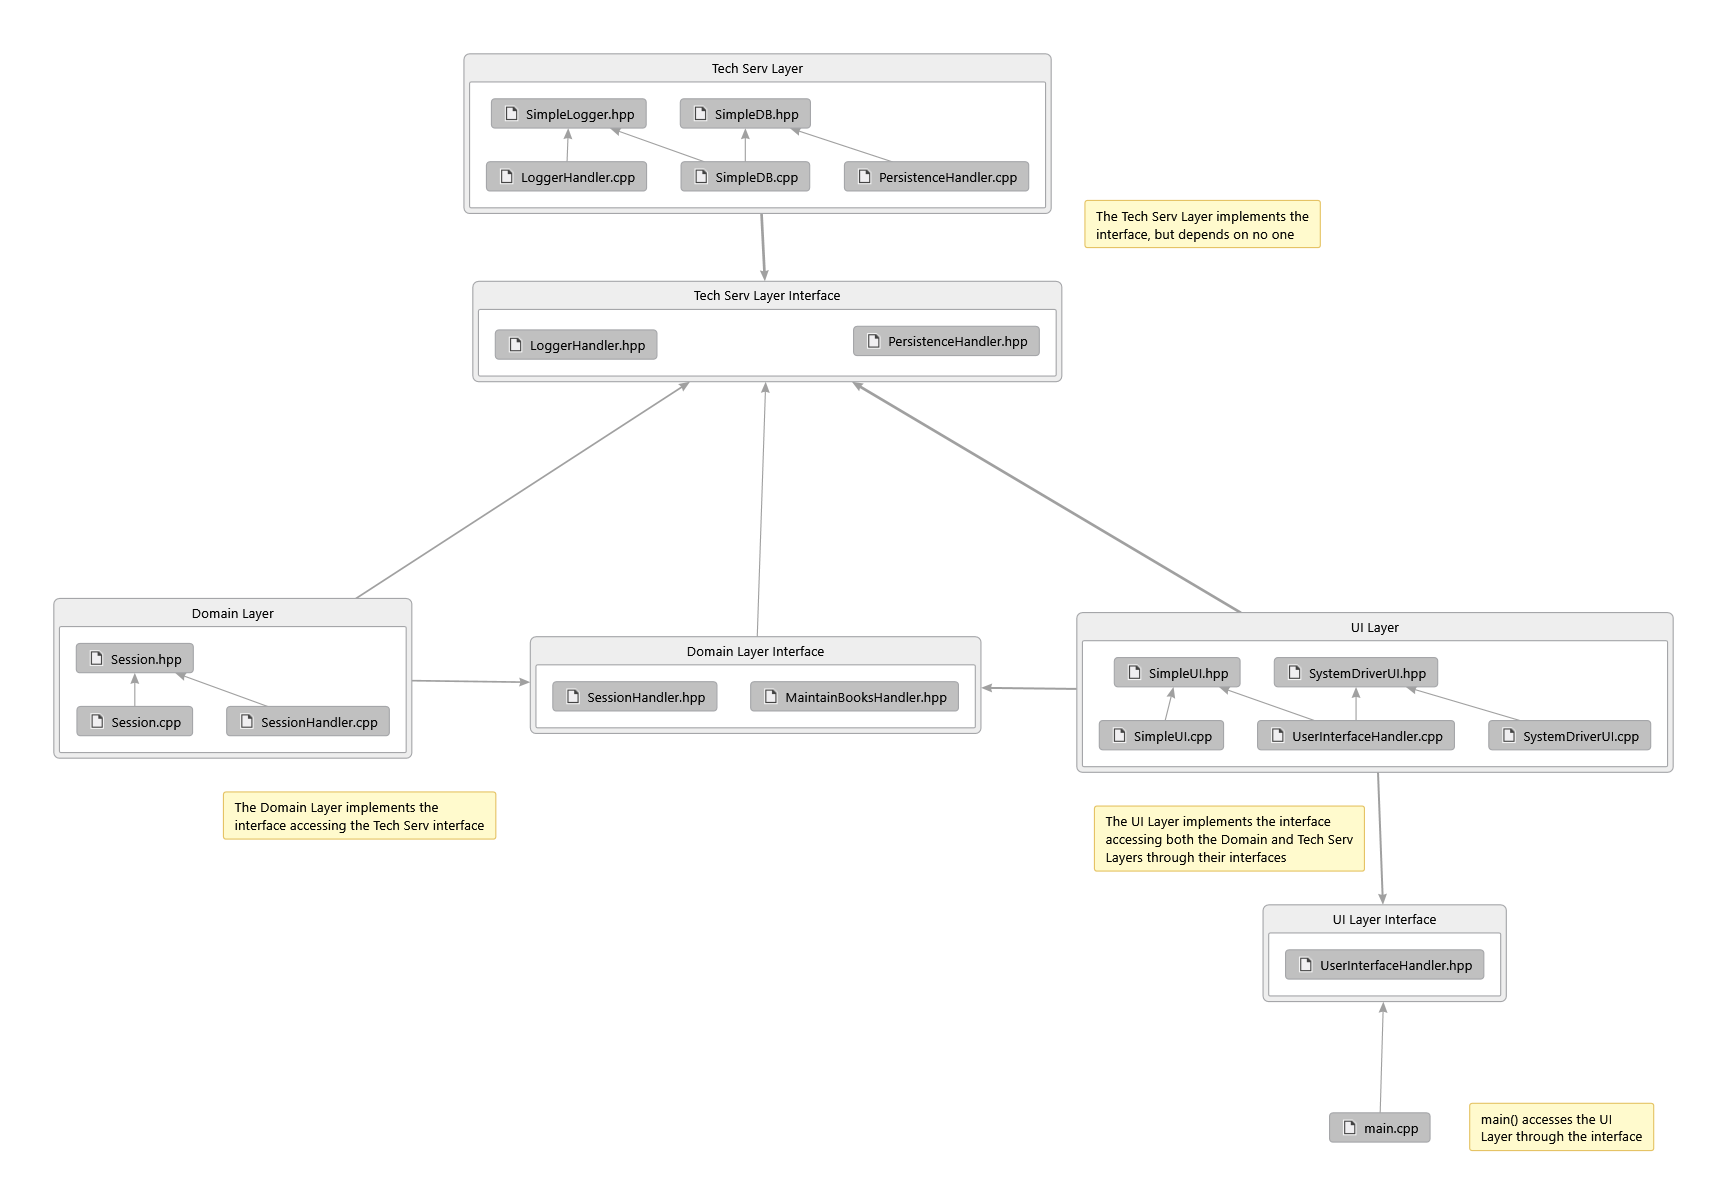 Tech Serv Layer
SimpleLogger.hpp
SimpleDB.hpp
LoggerHandler.cpp
SimpleDB.cpp
PersistenceHandler.cpp
The Tech Serv Layer implements the
interface, but depends on no one
Tech Serv Layer Interface
LoggerHandler.hpp
PersistenceHandler.hpp
Domain Layer
Session.hpp
Session.cpp
SessionHandler.cpp
Domain Layer Interface
SessionHandler.hpp
MaintainBooksHandler.hpp
UI Layer
SimpleUI.hpp
SystemDriverUI.hpp
SimpleUI.cpp
UserInterfaceHandler.cpp
SystemDriverUI.cpp
The Domain Layer implements the
interface accessing the Tech Serv interface
The UI Layer implements the interface
accessing both the Domain and Tech Serv
Layers through their interfaces
UI Layer Interface
UserInterfaceHandler.hpp
main.cpp
main() accesses the UI
Layer through the interface